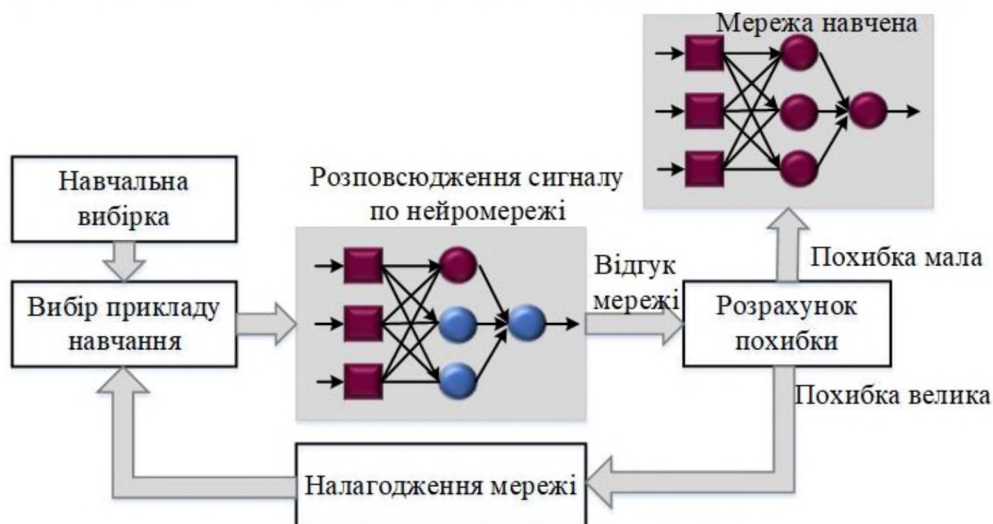 Мережа навчена
Навчальна
вибірка
Розповсюдження сигналу
по нейромережі
Вибір прикладу
навчання
Відгук
мережі
Похибка мала
Розрахунок
похибки
Похибка велика
Налагодження мережі